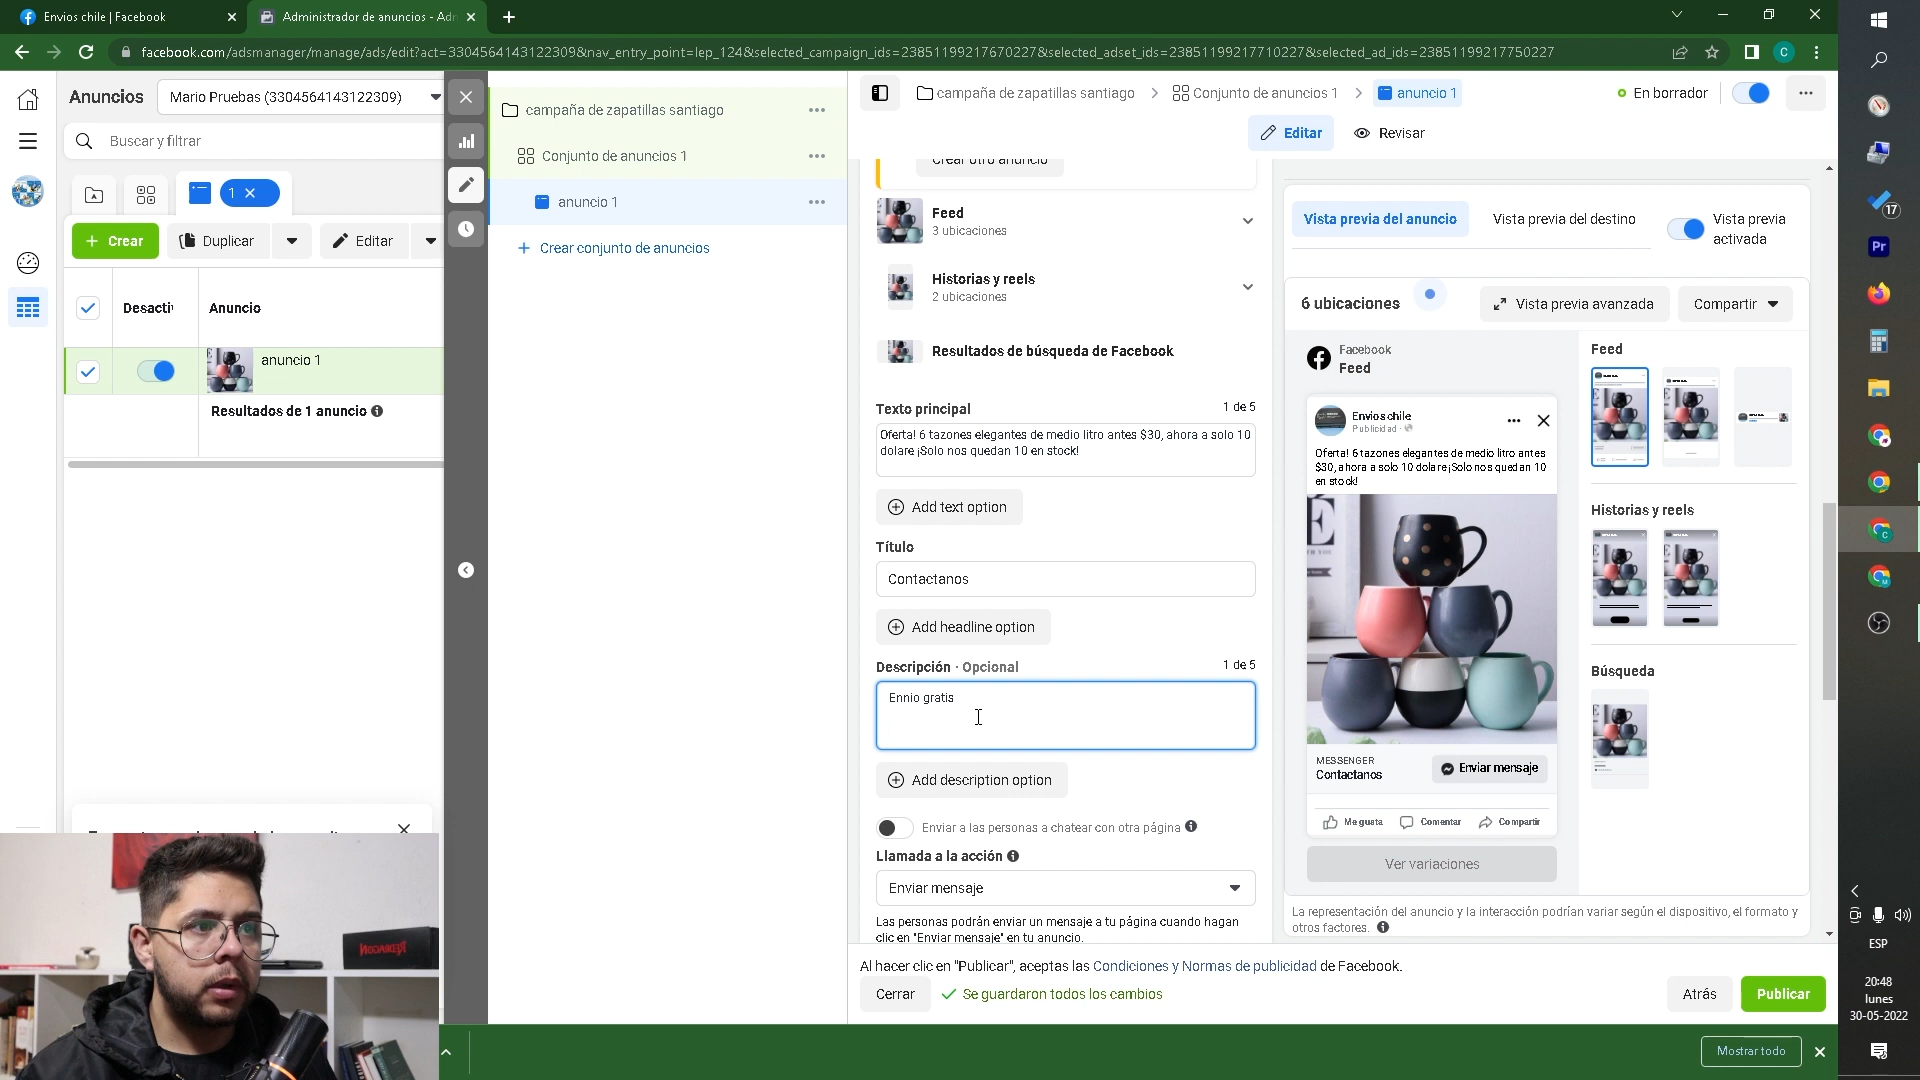 Envios chile | Facebook
Administrador de anuncios - Adm
facebook.com/adsmanager/manage/ads/edit?act=3304564143122309&nav_entry_point=lep_124&selected_campaign_ids=23851199217670227&selected_adset_ids=23851199217710227&selected_ad_ids=23851199217750227
C
Anuncios
Mario Pruebas (3304564143122309)
Buscar y filtrar
1
Crear
Duplicar
Editar
Desacti
Anuncio
anuncio 1
Resultados de 1 anuncio
campaña de zapatillas santiago
Conjunto de anuncios 1
anuncio 1
Crear conjunto de anuncios
campaña de zapatillas santiago
Conjunto de anuncios 1
anuncio 1
En borrador
Editar
Revisar
Crear otro anuncio
Feed
3 ubicaciones
Historias y reels
2 ubicaciones
Resultados de búsqueda de Facebook
Texto principal
1 de 5
Oferta! 6 tazones elegantes de medio litro antes $30, ahora a solo 10
dolare ¡Solo nos quedan 10 en stock!
Add text option
Título
Contactanos
Add headline option
Descripción · Opcional
1 de 5
Ennio gratis
Add description option
Enviar a las personas a chatear con otra página
Llamada a la acción
Enviar mensaje
Las personas podrán enviar un mensaje a tu página cuando hagan
clic en "Enviar mensaje" en tu anuncio.
Vista previa del anuncio
Vista previa del destino
Vista previa
activada
6 ubicaciones
Vista previa avanzada
Compartir
Facebook
Feed
Envios chile
Publicidad ·
Oferta! 6 tazones elegantes de medio litro antes
$30, ahora a solo 10 dolare ¡Solo nos quedan 10
en stock!
MESSENGER
Contactanos
Enviar mensaje
Me gusta
Comentar
Compartir
Ver variaciones
Feed
Historias y reels
Búsqueda
La representación del anuncio y la interacción podrían variar según el dispositivo, el formato y
otros factores.
Al hacer clic en "Publicar", aceptas las Condiciones y Normas de publicidad de Facebook.
Cerrar
Se guardaron todos los cambios
Atrás
Publicar
Mostrar todo
17
Pr
ESP
20:48
lunes
30-05-2022